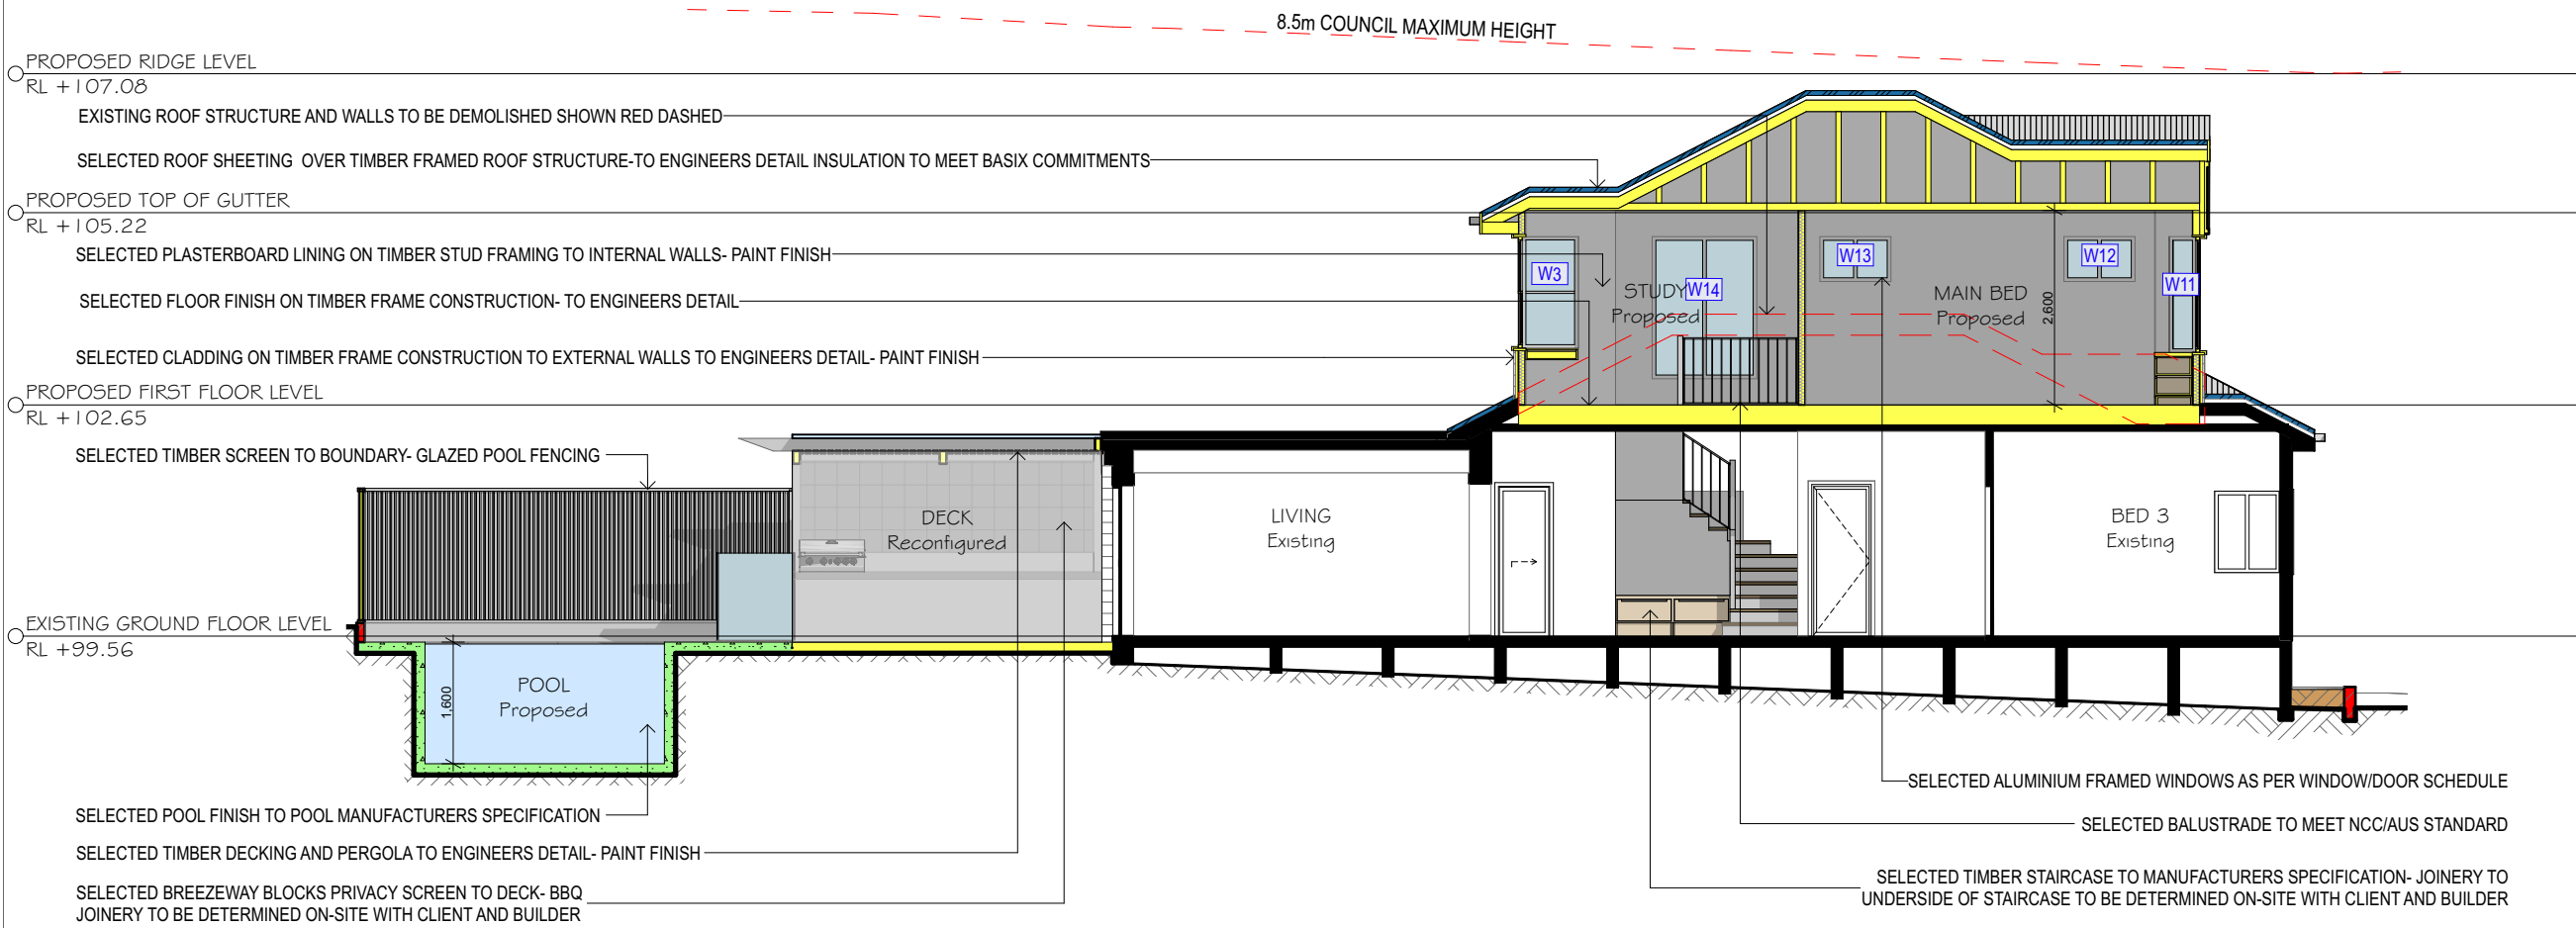 8.5m COUNCIL MAXIMUM HEIGHT
PROPOSED RIDGE LEVEL
RL +107.08
EXISTING ROOF STRUCTURE AND WALLS TO BE DEMOLISHED SHOWN RED DASHED
SELECTED ROOF SHEETING OVER TIMBER FRAMED ROOF STRUCTURE-TO ENGINEERS DETAIL INSULATION TO MEET BASIX COMMITMENTS
PROPOSED TOP OF GUTTER
RL +105.22
SELECTED PLASTERBOARD LINING ON TIMBER STUD FRAMING TO INTERNAL WALLS- PAINT FINISH
W3
W14
W13
W12
W11
SELECTED FLOOR FINISH ON TIMBER FRAME CONSTRUCTION- TO ENGINEERS DETAIL
STUDY
Proposed
MAIN BED
Proposed
2,600
SELECTED CLADDING ON TIMBER FRAME CONSTRUCTION TO EXTERNAL WALLS TO ENGINEERS DETAIL- PAINT FINISH
PROPOSED FIRST FLOOR LEVEL
RL +102.65
SELECTED TIMBER SCREEN TO BOUNDARY- GLAZED POOL FENCING
DECK
Reconfigured
LIVING
Existing
BED 3
Existing
EXISTING GROUND FLOOR LEVEL
RL +99.56
POOL
Proposed
1,600
SELECTED POOL FINISH TO POOL MANUFACTURERS SPECIFICATION
SELECTED TIMBER DECKING AND PERGOLA TO ENGINEERS DETAIL- PAINT FINISH
SELECTED BREEZEWAY BLOCKS PRIVACY SCREEN TO DECK- BBQ
JOINERY TO BE DETERMINED ON-SITE WITH CLIENT AND BUILDER
SELECTED ALUMINIUM FRAMED WINDOWS AS PER WINDOW/DOOR SCHEDULE
SELECTED BALUSTRADE TO MEET NCC/AUS STANDARD
SELECTED TIMBER STAIRCASE TO MANUFACTURERS SPECIFICATION- JOINERY TO
UNDERSIDE OF STAIRCASE TO BE DETERMINED ON-SITE WITH CLIENT AND BUILDER